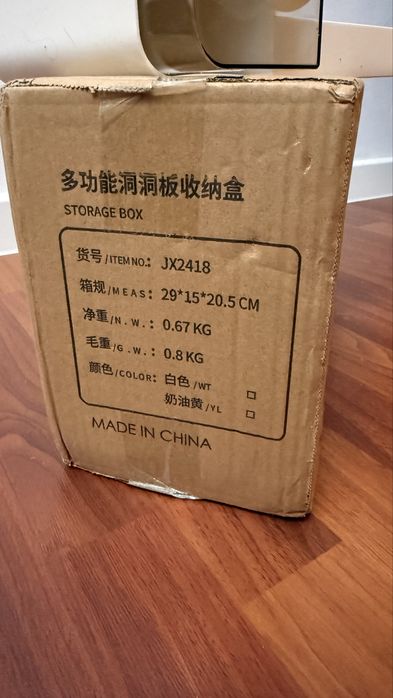 多功能洞洞板收纳盒
STORAGE BOX
货号/ITEM NO.: JX2418
箱规/MEAS: 29*15*20.5 CM
净重/N.W.: 0.67 KG
毛重/G.W.: 0.8 KG
颜色/COLOR: 白色/WT □
奶油黄/YL □
MADE IN CHINA